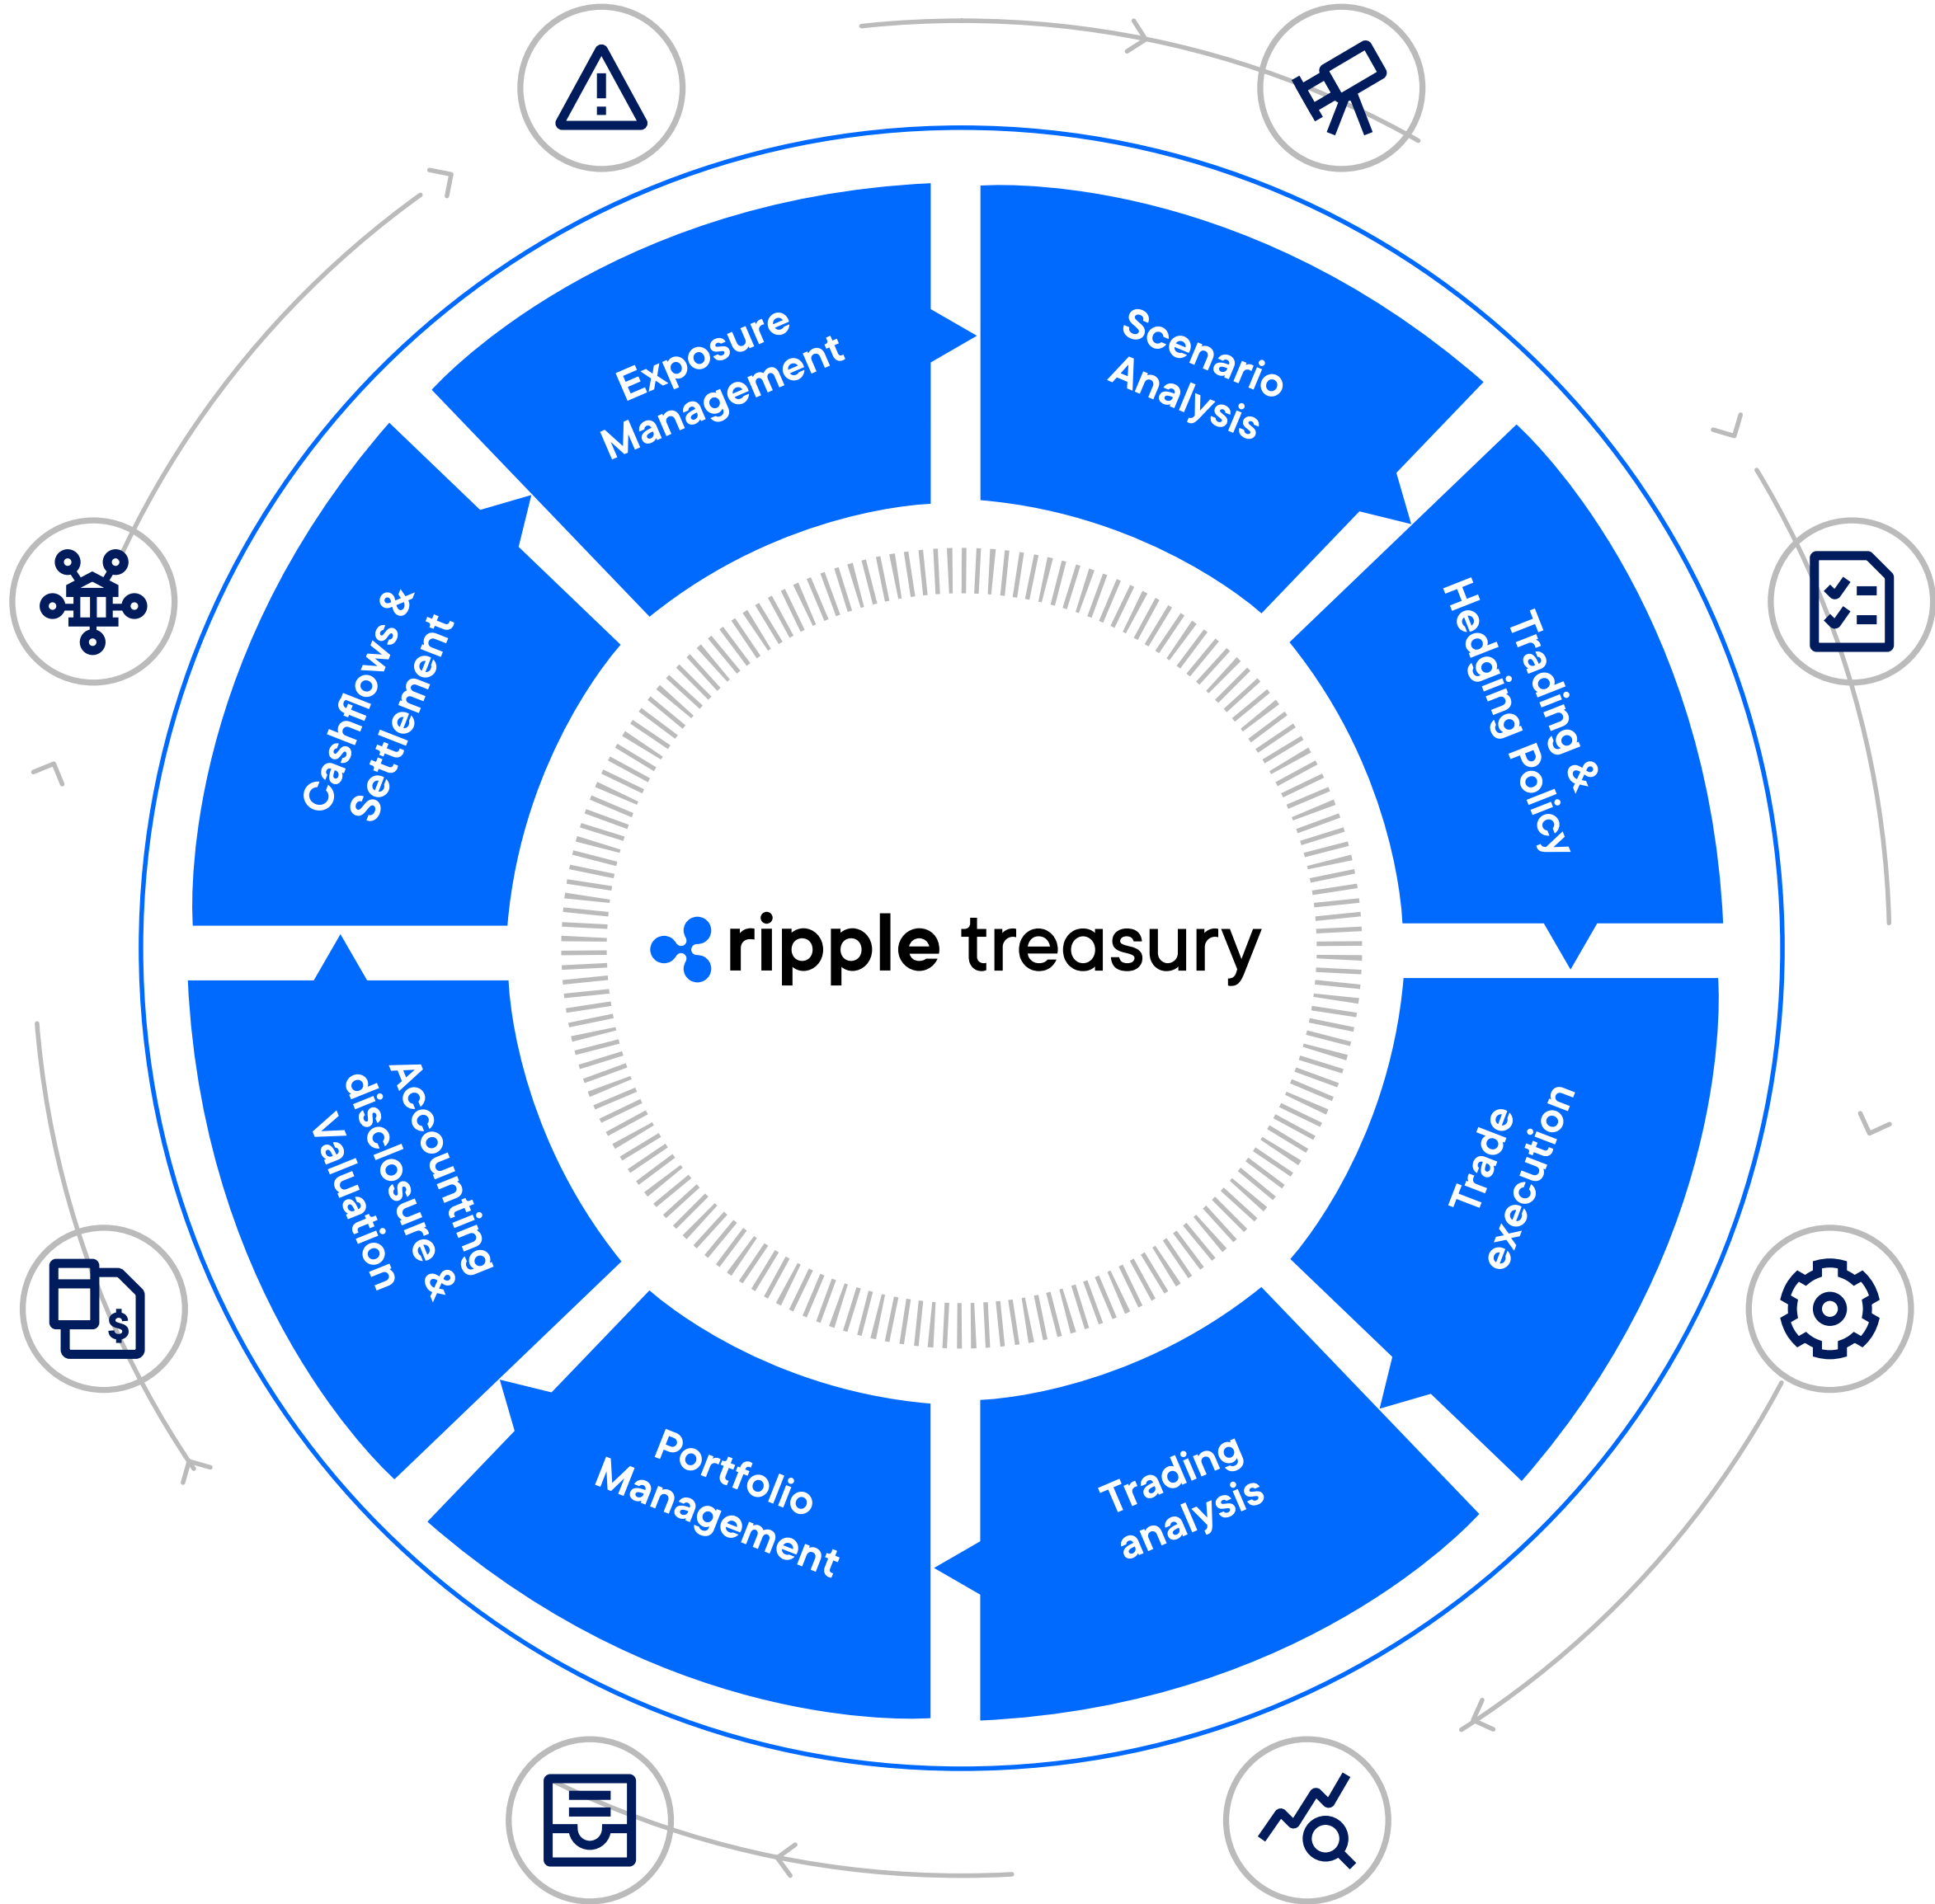 Exposure
Management
Scenario
Analysis
Trading &
Hedging Policy
Trade
execution
Trading
analysis
Portfolio
Management
Accounting &
disclosure
Valuation
Cashflows &
Settlement
ripple treasury